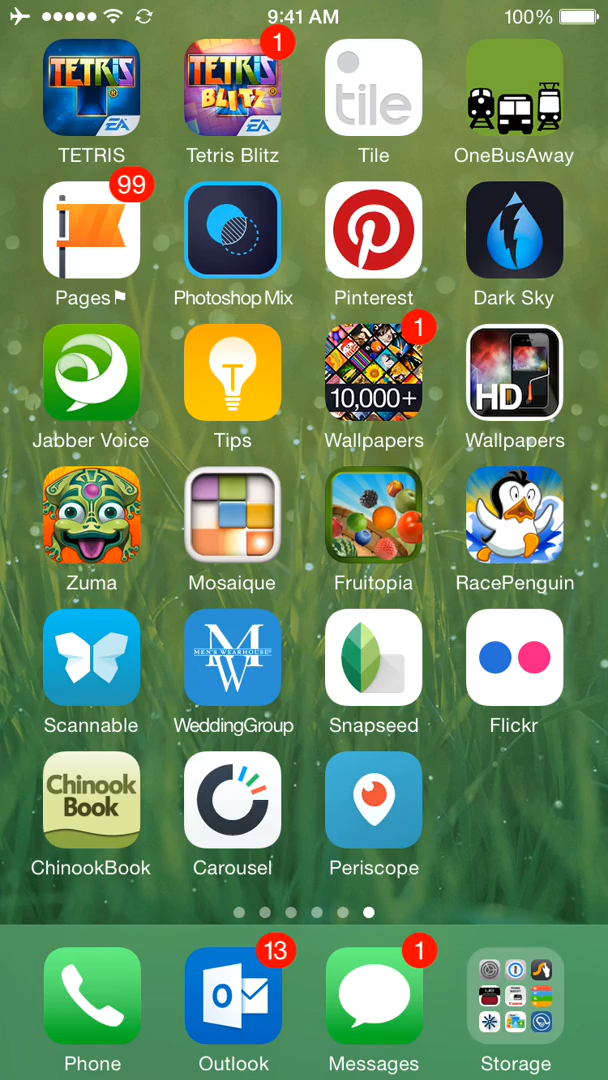 9:41 AM
100%
TETRIS
EA
TETRIS
BLITZ
EA
1
tile
TETRIS
Tetris Blitz
Tile
OneBusAway
99
Pages
Photoshop Mix
Pinterest
Dark Sky
T
10,000+
1
HD
Jabber Voice
Tips
Wallpapers
Wallpapers
Zuma
Mosaique
Fruitopia
RacePenguin
M
MEN'S WEARHOUSE
W
Scannable
WeddingGroup
Snapseed
Flickr
Chinook
Book
ChinookBook
Carousel
Periscope
13
1
Phone
Outlook
Messages
Storage